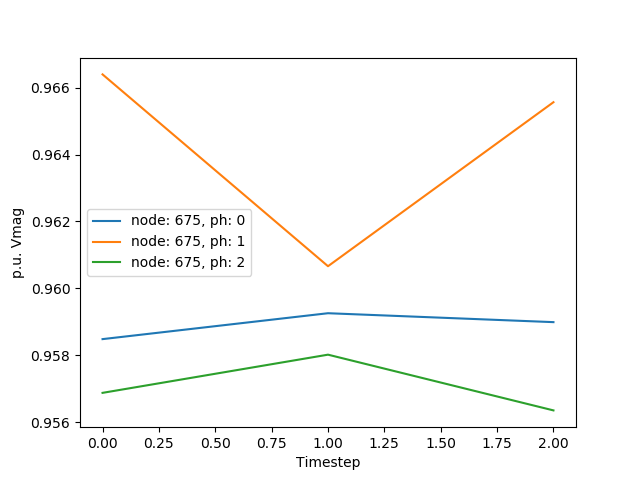 0.966
0.964
0.962
0.960
0.958
0.956
p.u. Vmag
node: 675, ph: 0
node: 675, ph: 1
node: 675, ph: 2
0.00 0.25 0.50 0.75 1.00 1.25 1.50 1.75 2.00
Timestep